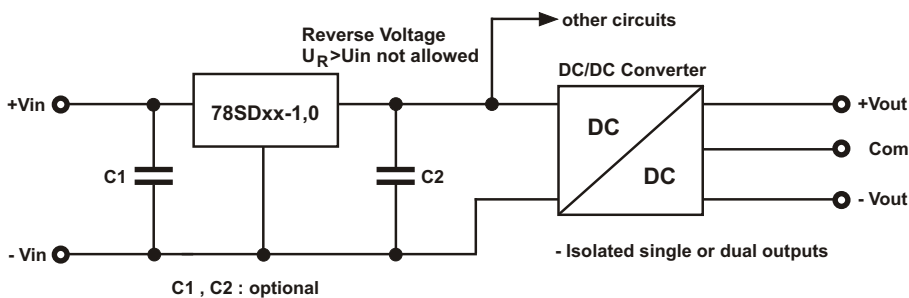 other circuits
Reverse Voltage
UR>Uin not allowed
DC/DC Converter
+Vin
78SDxx-1,0
DC
+Vout
C1
C2
DC
Com
- Vout
- Vin
- Isolated single or dual outputs
C1 , C2 : optional